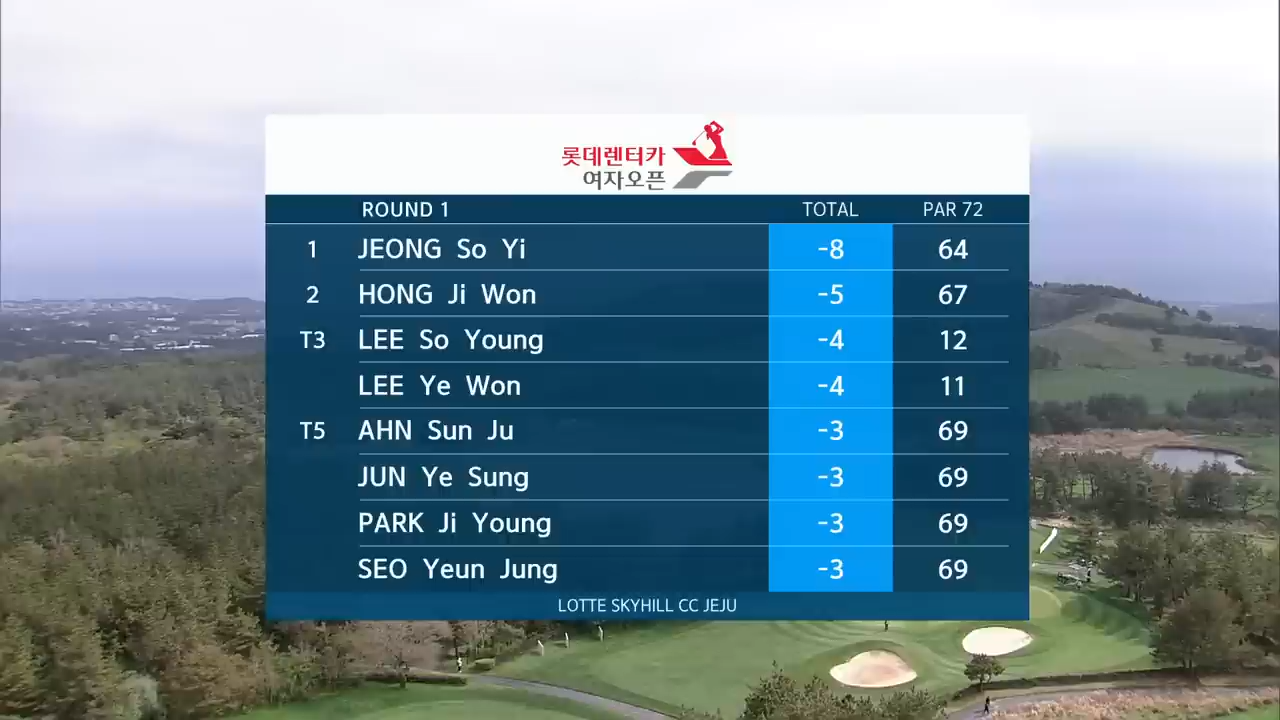 롯데렌터카
여자오픈
ROUND 1 TOTAL PAR 72
1 JEONG So Yi -8 64
2 HONG Ji Won -5 67
T3 LEE So Young -4 12
LEE Ye Won -4 11
T5 AHN Sun Ju -3 69
JUN Ye Sung -3 69
PARK Ji Young -3 69
SEO Yeun Jung -3 69
LOTTE SKYHILL CC JEJU